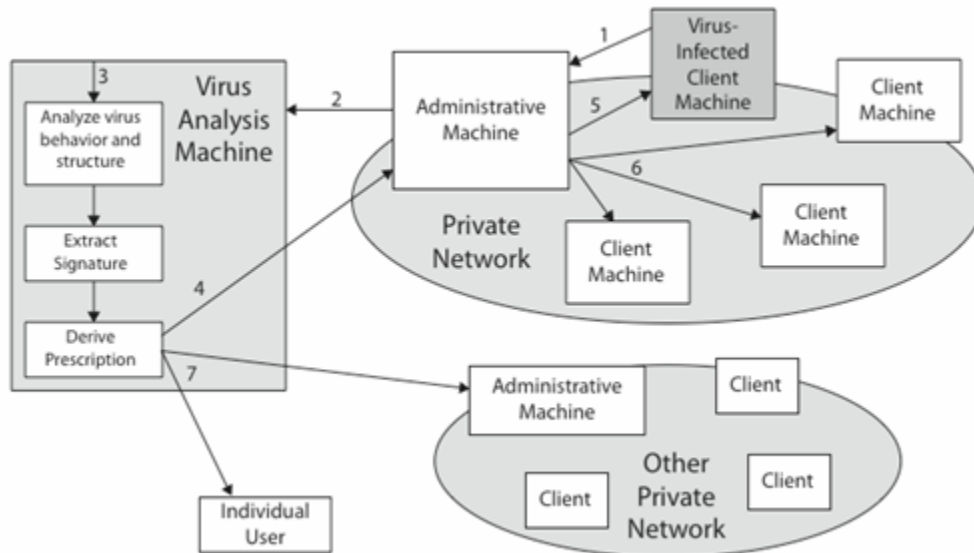 1
Virus-
Infected
Client
Machine
3
Virus
Analysis
Machine
2
Administrative
Machine
5
Client
Machine
Analyze virus
behavior and
structure
6
Extract
Signature
Private
Network
Client
Machine
Client
Machine
4
Derive
Prescription
7
Administrative
Machine
Client
Other
Private
Network
Client
Client
Individual
User